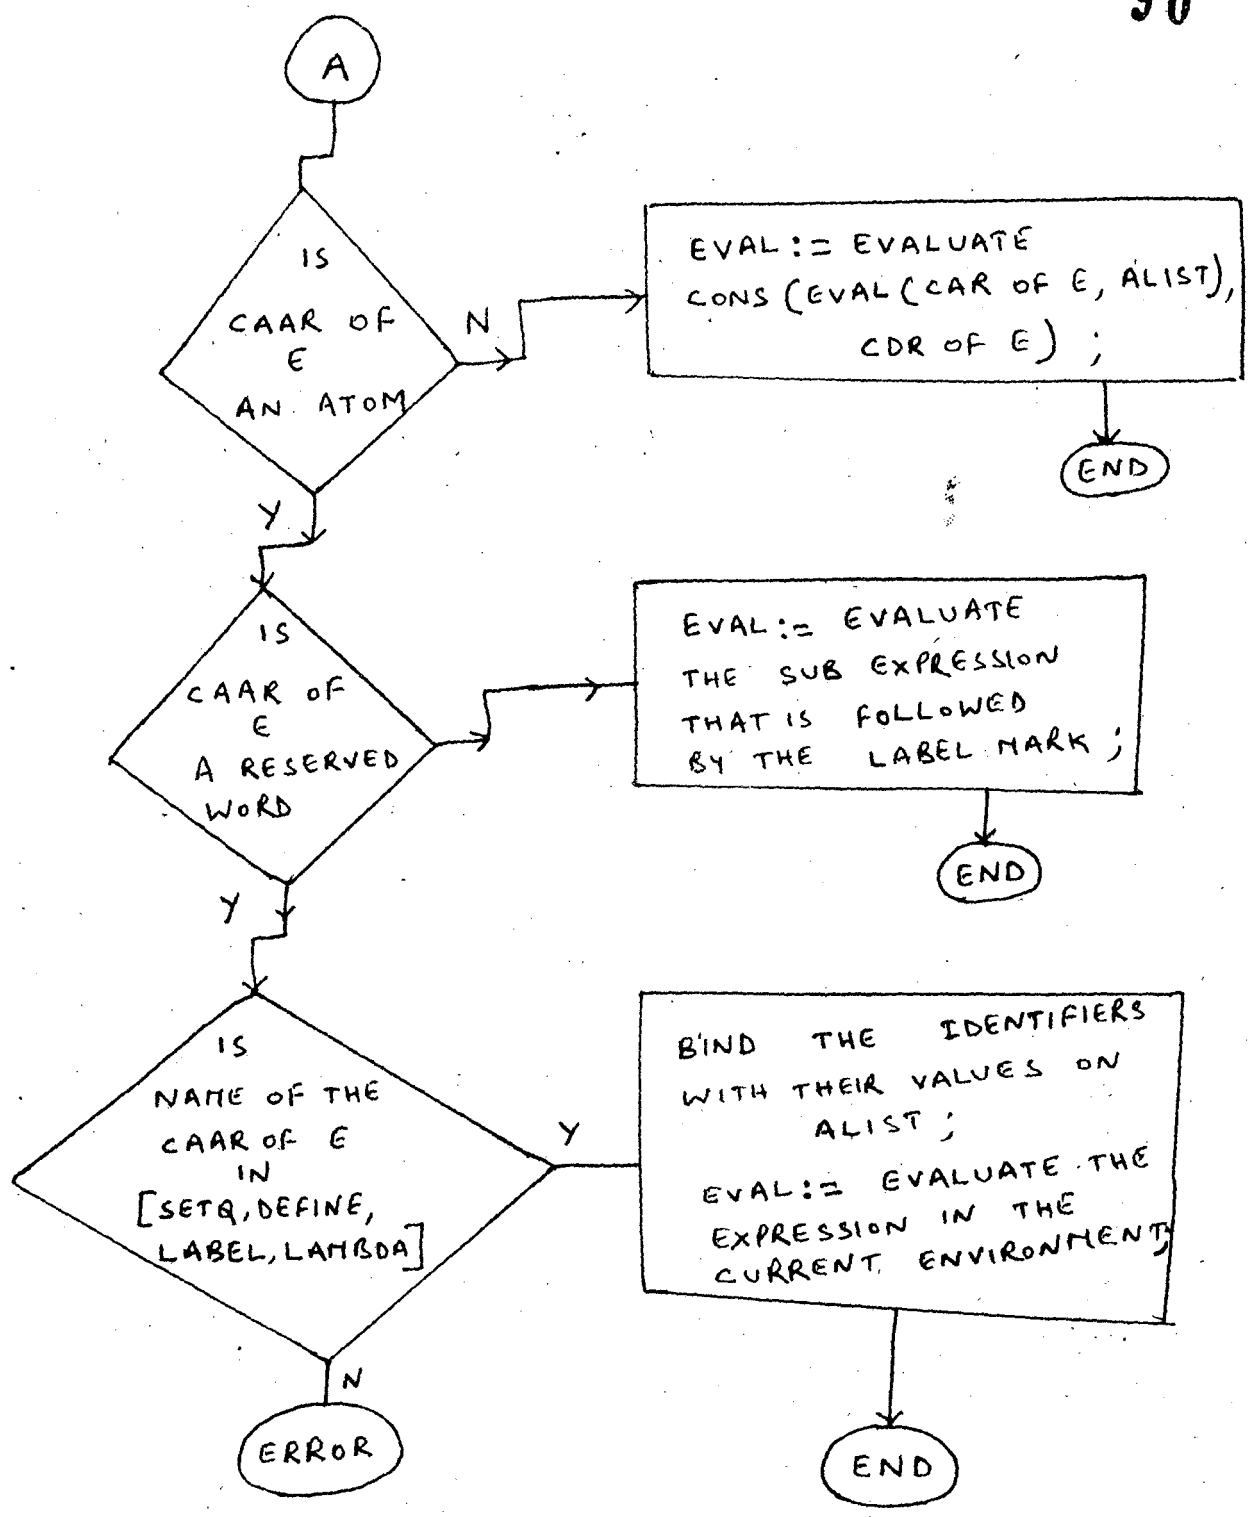 A
IS
CAAR OF
E
AN ATOM
N
EVAL := EVALUATE
CONS (EVAL (CAR OF E, ALIST),
CDR OF E) ;
END
Y
IS
CAAR OF
E
A RESERVED
WORD
EVAL := EVALUATE
THE SUB EXPRESSION
THAT IS FOLLOWED
BY THE LABEL MARK ;
END
Y
IS
NAME OF THE
CAAR OF E
IN
[SETQ, DEFINE,
LABEL, LAMBDA]
Y
BIND THE IDENTIFIERS
WITH THEIR VALUES ON
ALIST ;
EVAL := EVALUATE THE
EXPRESSION IN THE
CURRENT ENVIRONMENT;
END
N
ERROR